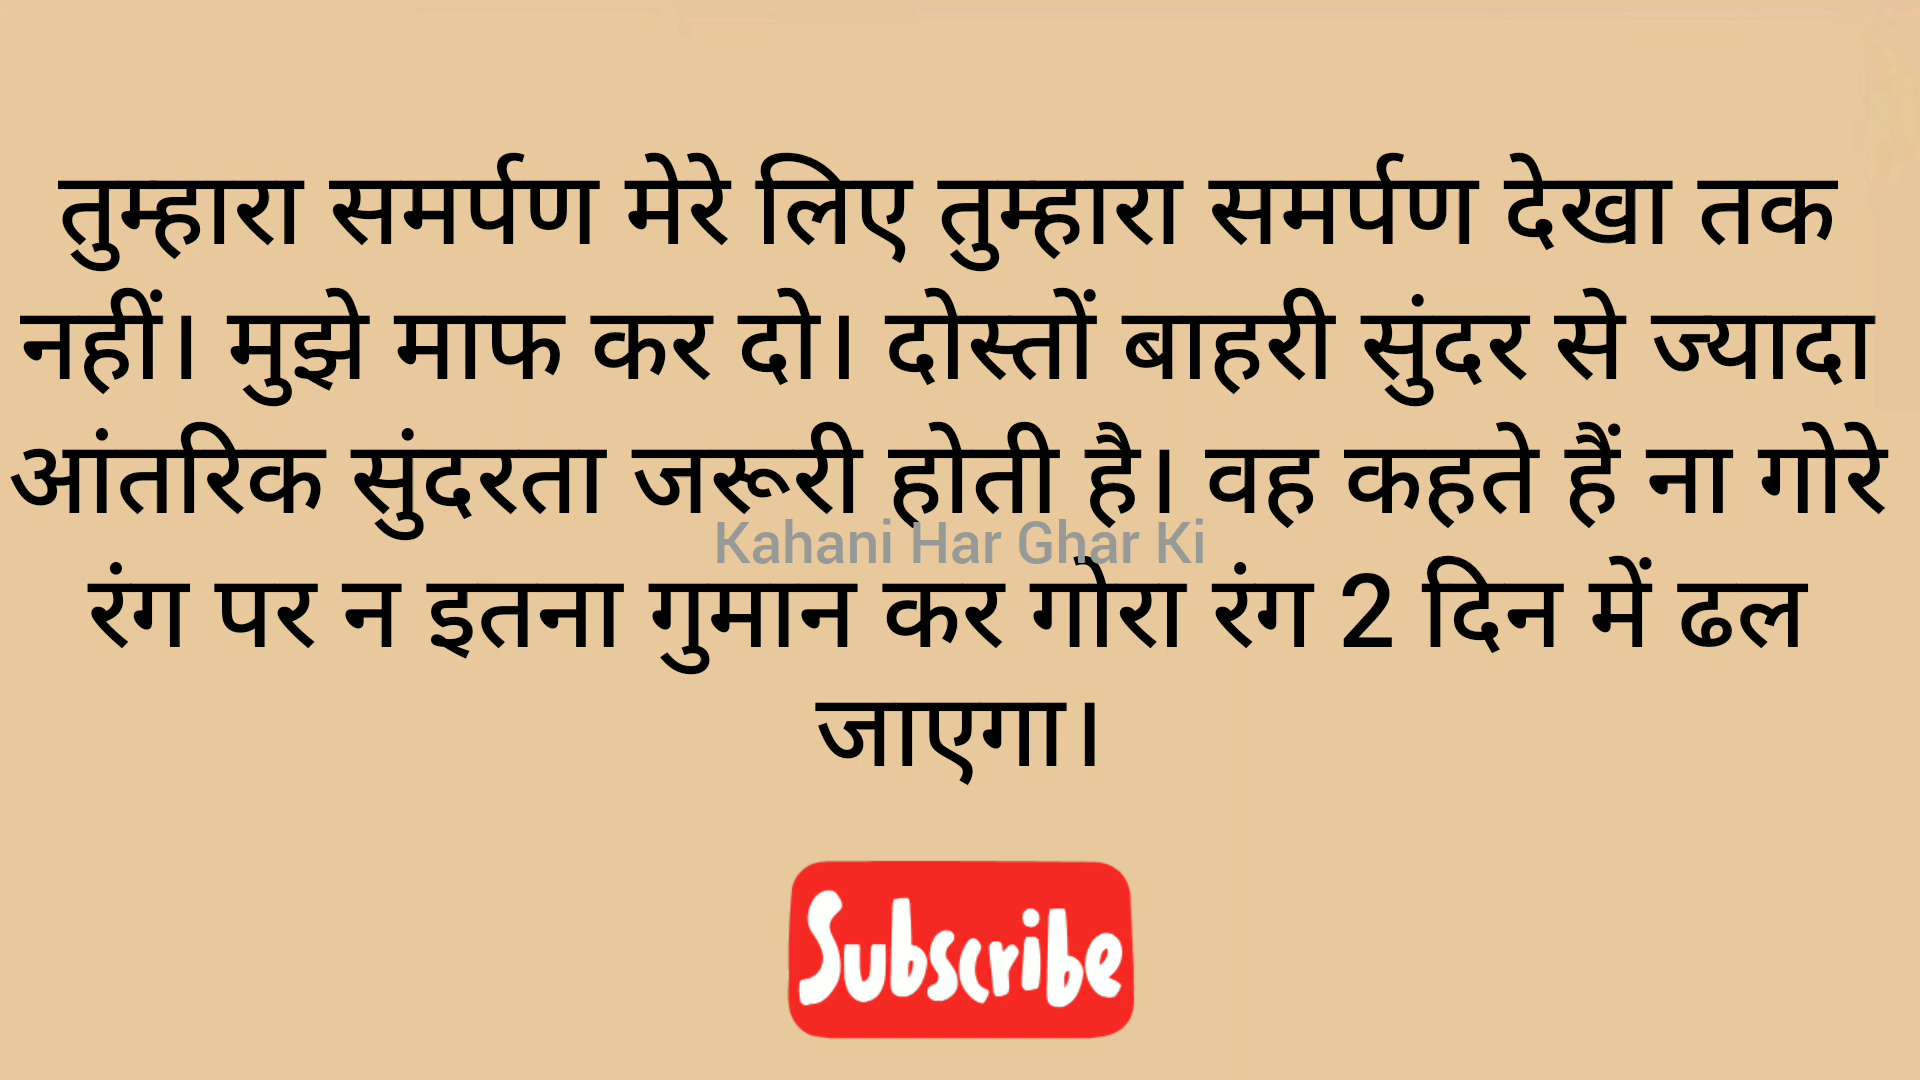 तुम्हारा समर्पण मेरे लिए तुम्हारा समर्पण देखा तक
नहीं। मुझे माफ कर दो। दोस्तों बाहरी सुंदर से ज्यादा
आंतरिक सुंदरता जरूरी होती है। वह कहते हैं ना गोरे
Kahani Har Ghar Ki
रंग पर न इतना गुमान कर गोरा रंग 2 दिन में ढल
जाएगा।
Subscribe